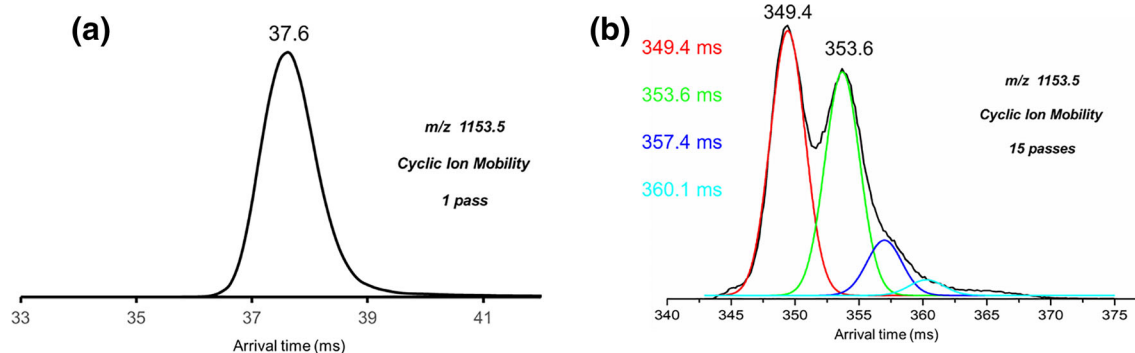 (a)
37.6
m/z 1153.5
Cyclic Ion Mobility
1 pass
33 35 37 39 41
Arrival time (ms)
(b)
349.4
353.6
349.4 ms
353.6 ms
357.4 ms
360.1 ms
m/z 1153.5
Cyclic Ion Mobility
15 passes
340 345 350 355 360 365 370 375
Arrival time (ms)